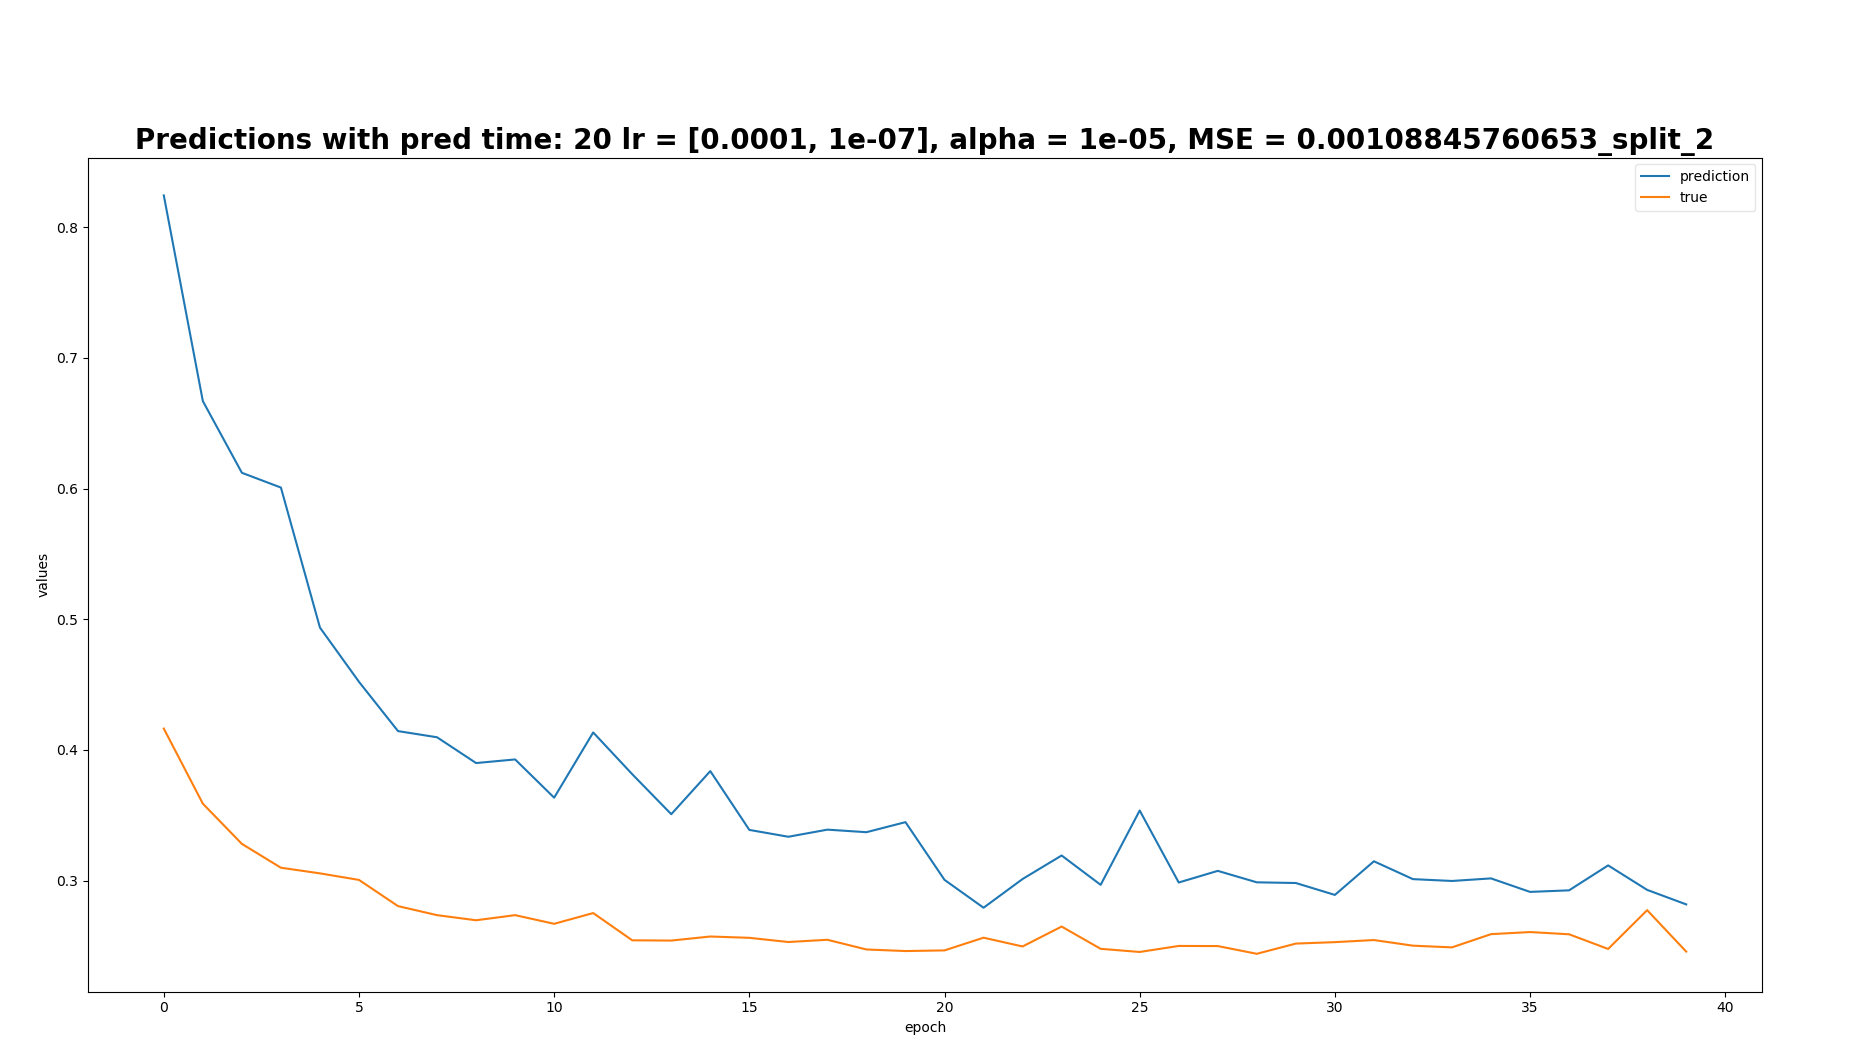 Predictions with pred time: 20 lr = [0.0001, 1e-07], alpha = 1e-05, MSE = 0.00108845760653_split_2
prediction
true
0.8
0.7
0.6
0.5
0.4
0.3
values
0 5 10 15 20 25 30 35 40
epoch